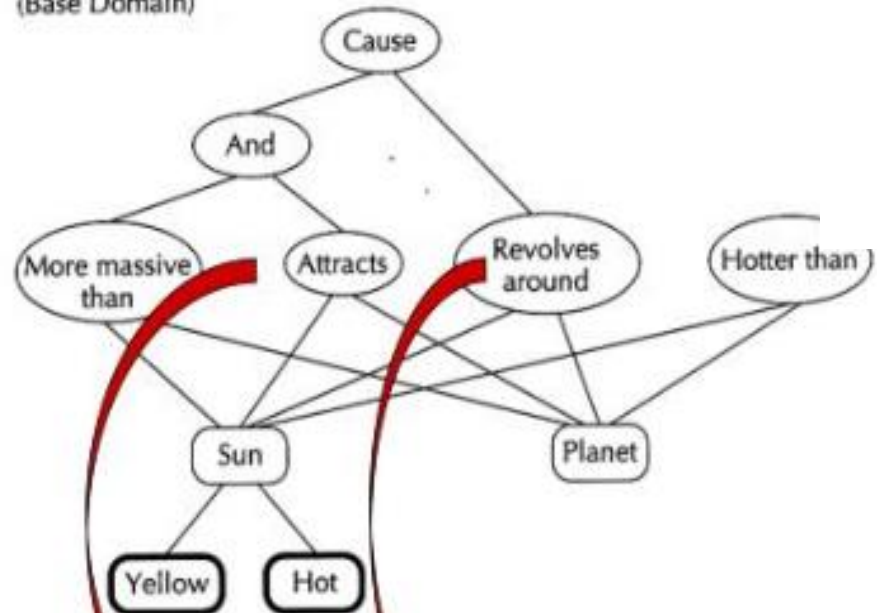 (Base Domain)
Cause
And
More massive
than
Attracts
Revolves
around
Hotter than
Sun
Planet
Yellow
Hot